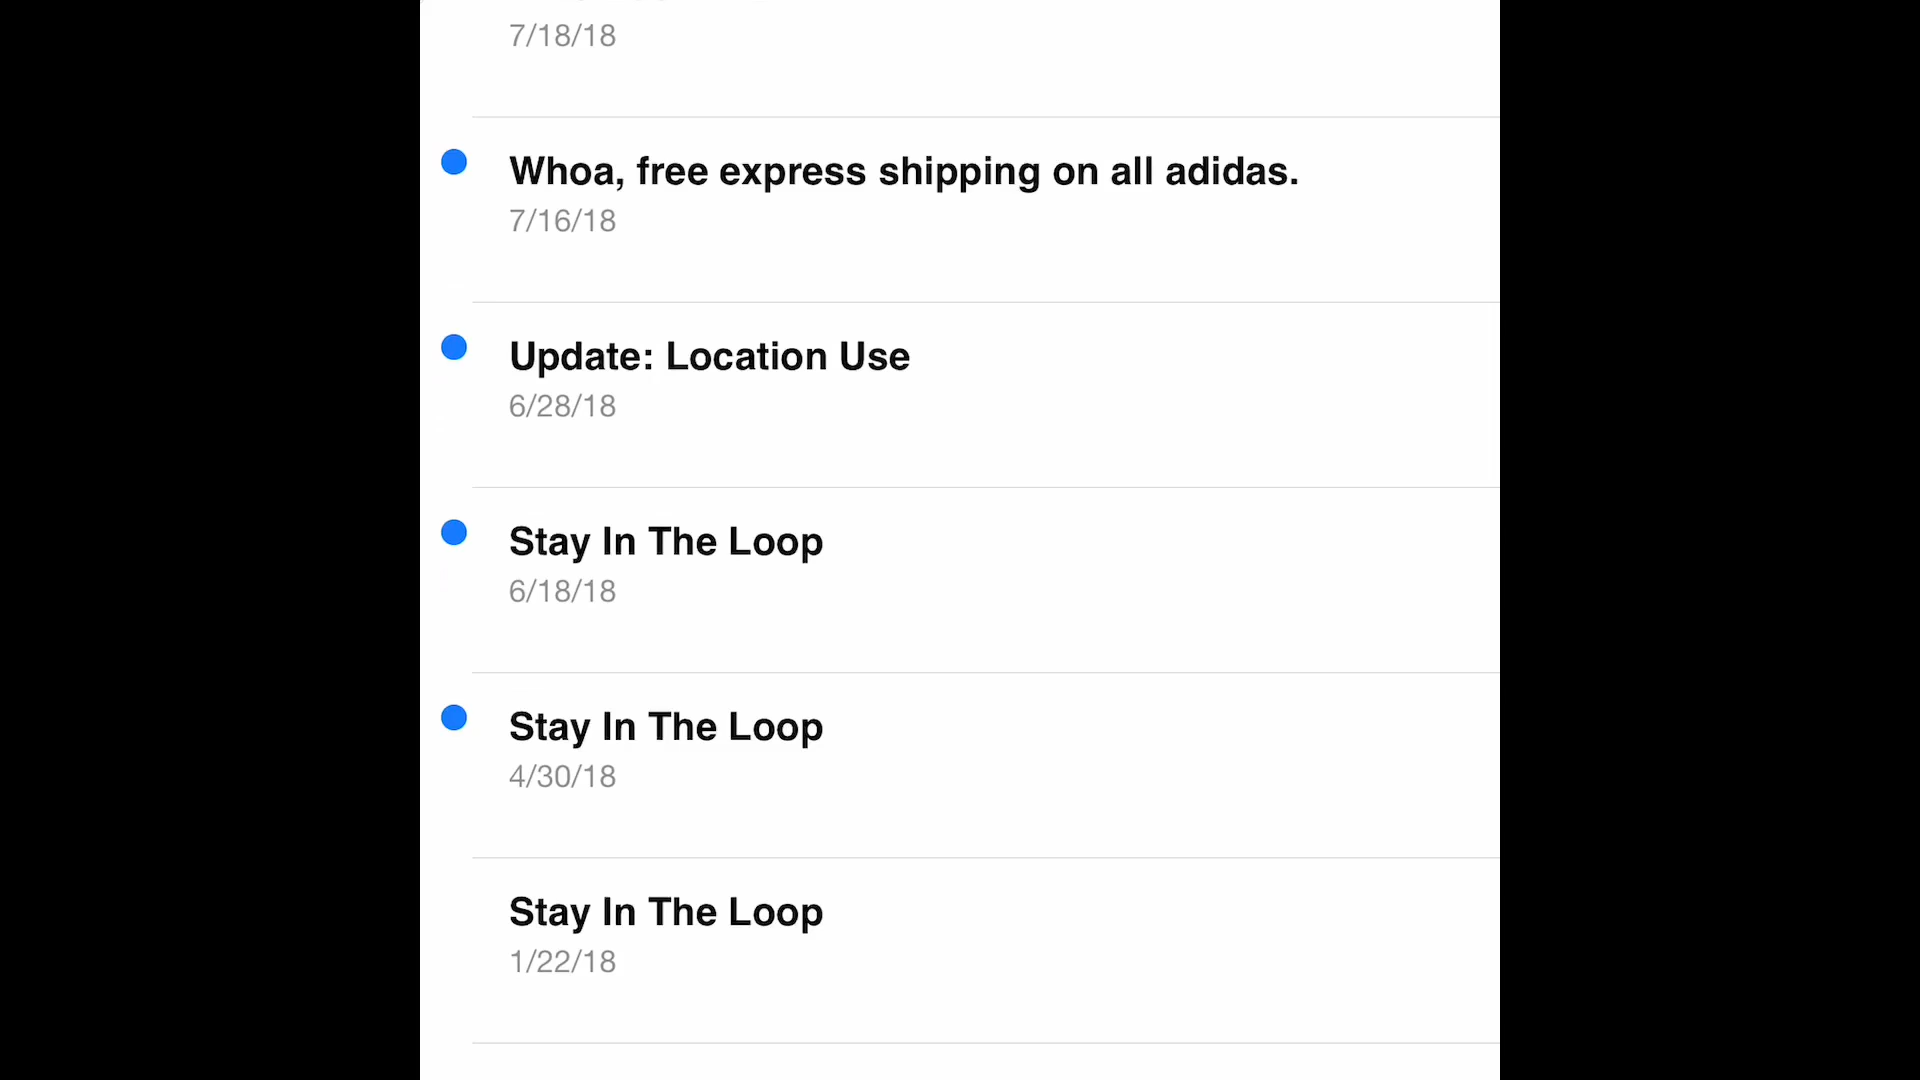 7/18/18
Whoa, free express shipping on all adidas.
7/16/18
Update: Location Use
6/28/18
Stay In The Loop
6/18/18
Stay In The Loop
4/30/18
Stay In The Loop
1/22/18